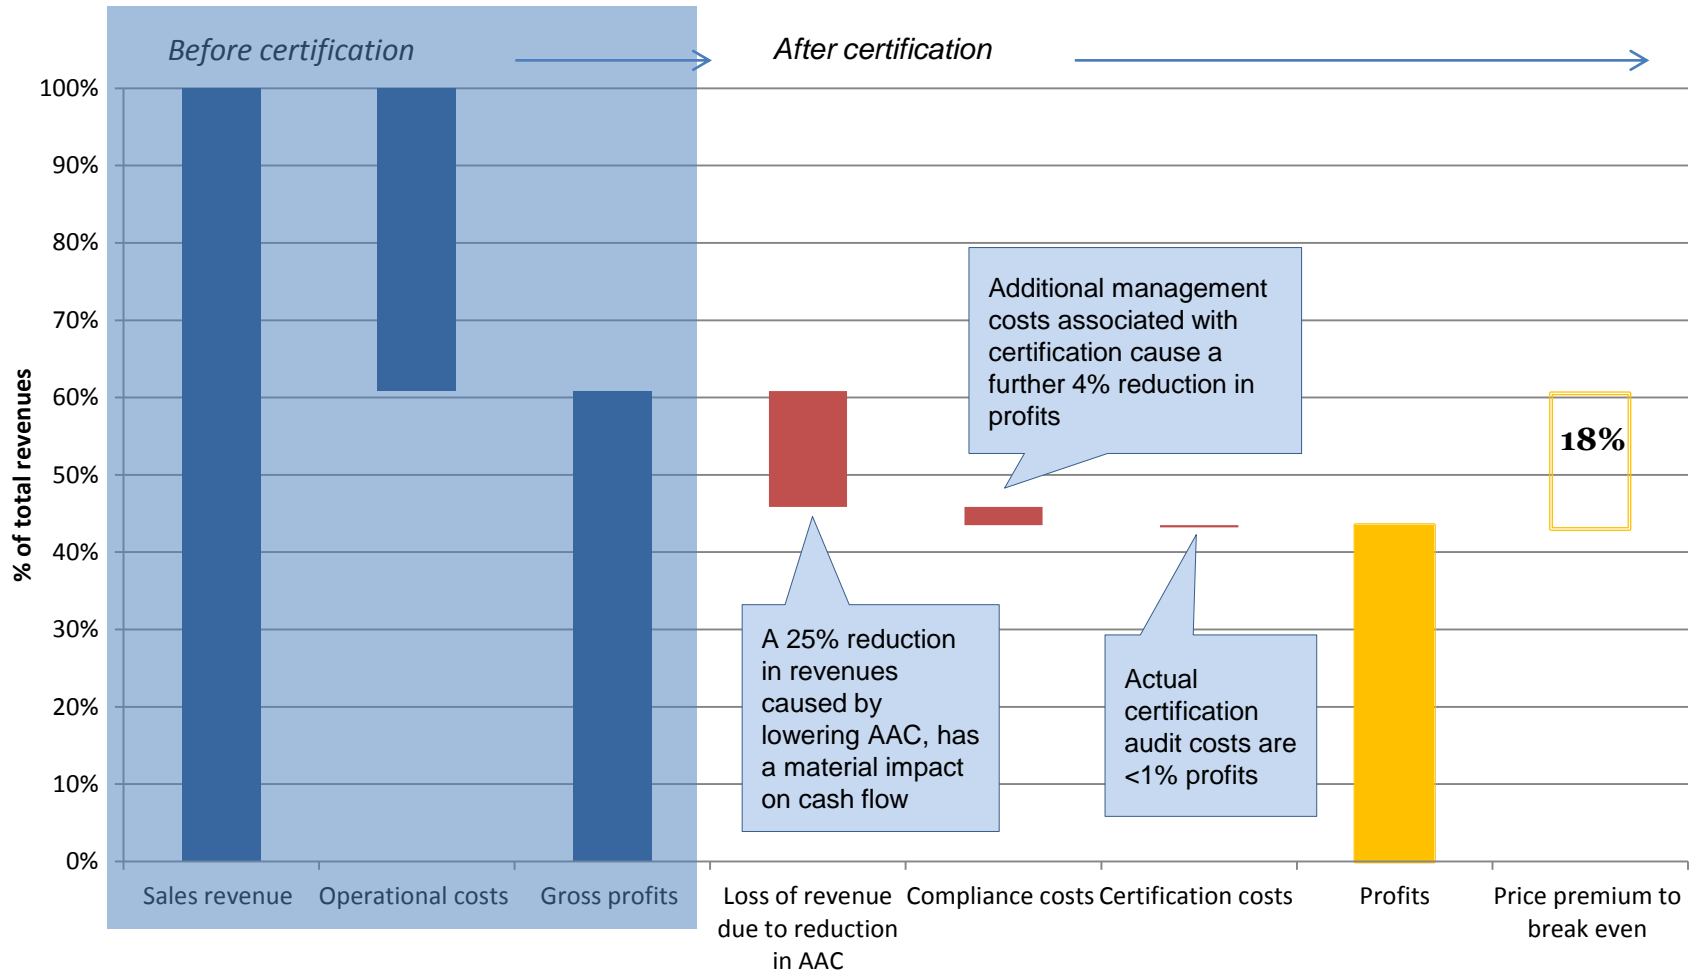 Before certification
After certification
100%
90%
80%
70%
60%
50%
40%
30%
20%
10%
0%
% of total revenues
Additional management
costs associated with
certification cause a
further 4% reduction in
profits
18%
A 25% reduction
in revenues
caused by
lowering AAC, has
a material impact
on cash flow
Actual
certification
audit costs are
<1% profits
Sales revenue
Operational costs
Gross profits
Loss of revenue
due to reduction
in AAC
Compliance costs
Certification costs
Profits
Price premium to
break even